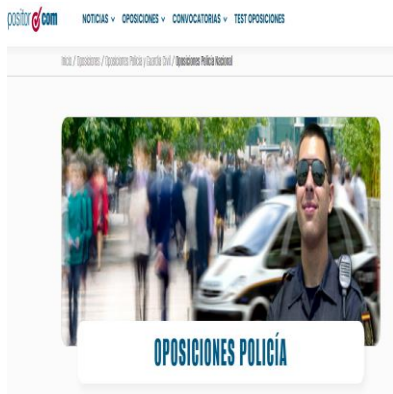 positor com
NOTICIAS OPOSICIONES CONVOCATORIAS TEST OPOSICIONES
Inicio / Oposiciones / Oposiciones Policía y Guardia Civil / Oposiciones Policía Nacional
OPOSICIONES POLICÍA